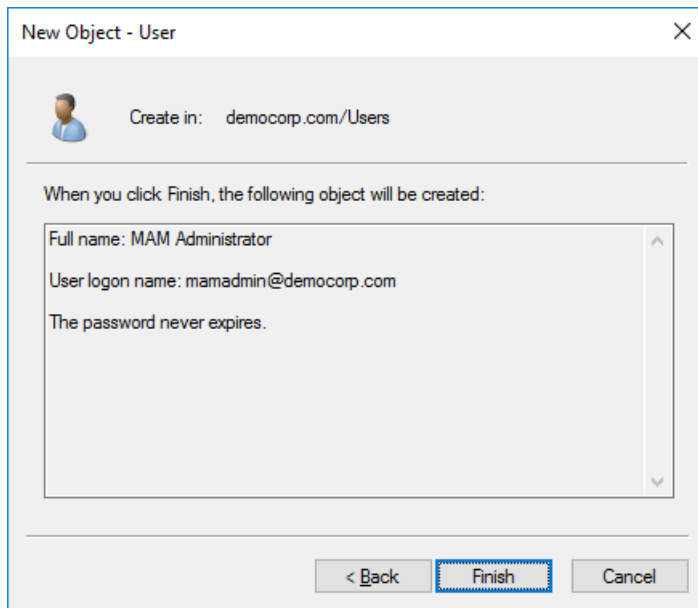 New Object - User
Create in: democorp.com/Users
When you click Finish, the following object will be created:
Full name: MAM Administrator
User logon name: mamadmin@democorp.com
The password never expires.
< Back Finish Cancel